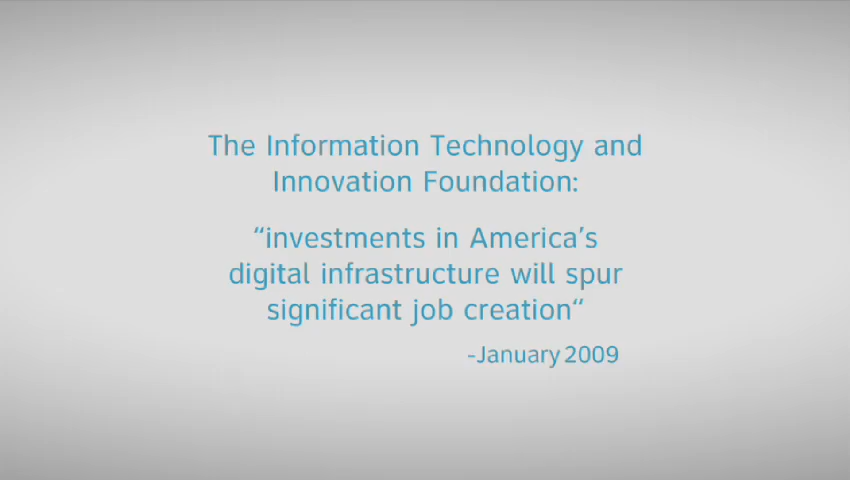 The Information Technology and
Innovation Foundation:
“investments in America’s
digital infrastructure will spur
significant job creation“
-January 2009